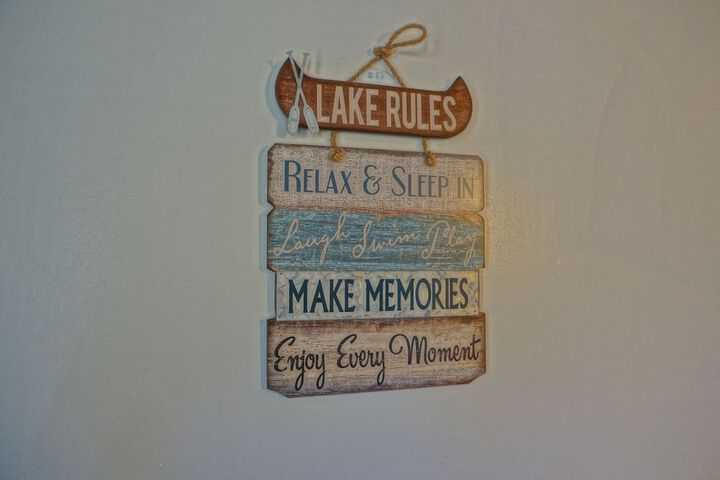 LAKE RULES
RELAX & SLEEP IN
Laugh Swim Play
MAKE MEMORIES
Enjoy Every Moment